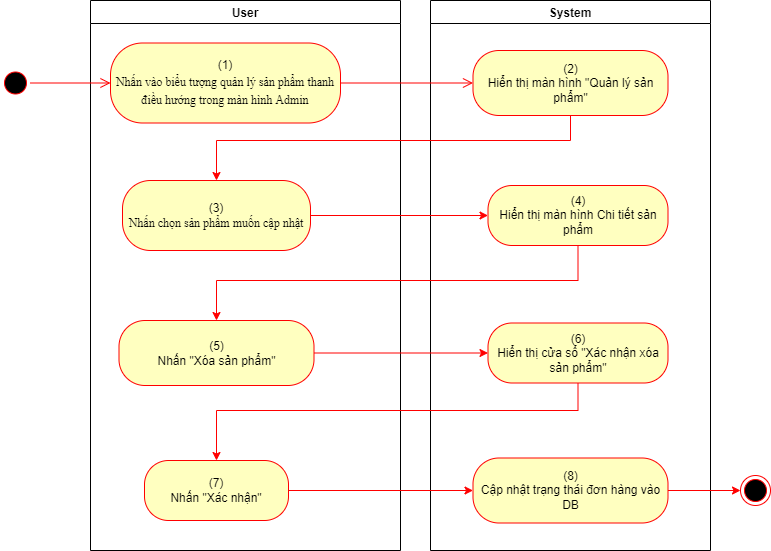 User
System
(1)
Nhấn vào biểu tượng quản lý sản phẩm thanh
điều hướng trong màn hình Admin
(2)
Hiển thị màn hình "Quản lý sản
phẩm"
(3)
Nhấn chọn sản phẩm muốn cập nhật
(4)
Hiển thị màn hình Chi tiết sản
phẩm
(5)
Nhấn "Xóa sản phẩm"
(6)
Hiển thị cửa sổ "Xác nhận xóa
sản phẩm"
(7)
Nhấn "Xác nhận"
(8)
Cập nhật trạng thái đơn hàng vào
DB